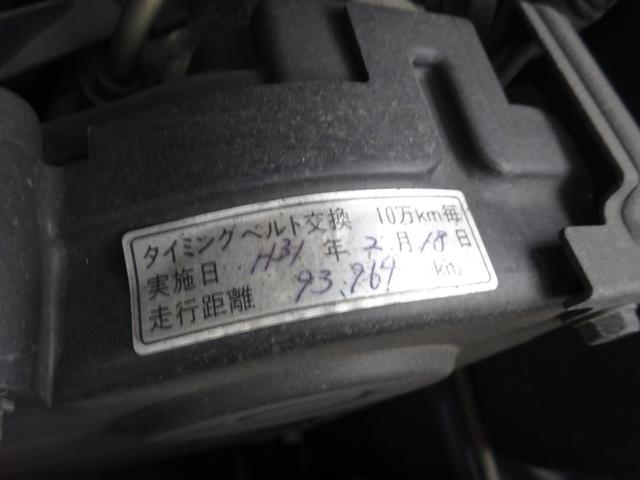 タイミングベルト交換 10万km毎
実施日 H31 年 2 月 18 日
走行距離 93,969 km